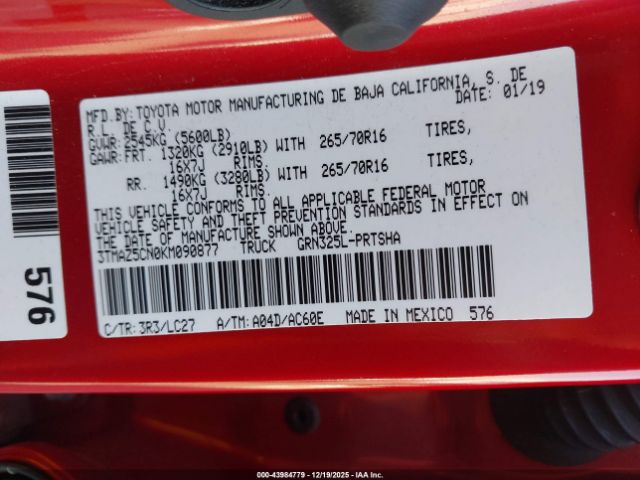 MFD.BY:TOYOTA MOTOR MANUFACTURING DE BAJA CALIFORNIA, S. DE
R.L. DE C.V. DATE: 01/19
GVWR: 2545KG (5600LB)
GAWR:FRT. 1320KG (2910LB) WITH 265/70R16 TIRES,
16X7J RIMS.
RR. 1490KG (3280LB) WITH 265/70R16 TIRES,
16X7J RIMS.
THIS VEHICLE CONFORMS TO ALL APPLICABLE FEDERAL MOTOR
VEHICLE SAFETY AND THEFT PREVENTION STANDARDS IN EFFECT ON
THE DATE OF MANUFACTURE SHOWN ABOVE.
3TMAZ5CN0KM090877 TRUCK GRN325L-PRTSHA
C/TR: 3R3/LC27 A/TM: A04D/AC60E MADE IN MEXICO 576
576
000-43984779 - 12/19/2025 - IAA Inc.